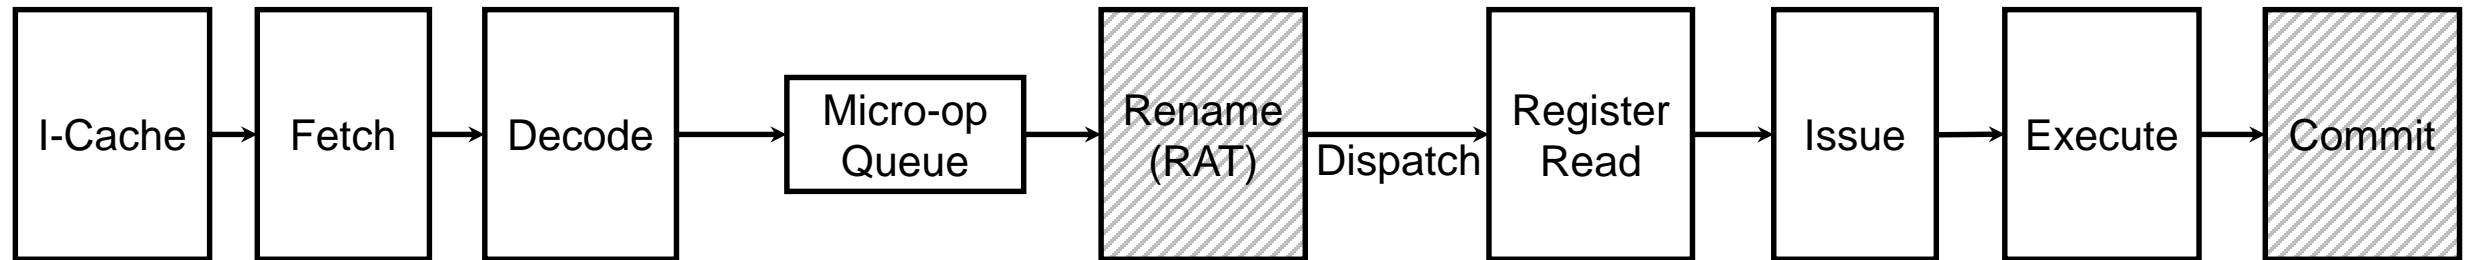 I-Cache
Fetch
Decode
Micro-op
Queue
Rename
(RAT)
Dispatch
Register
Read
Issue
Execute
Commit